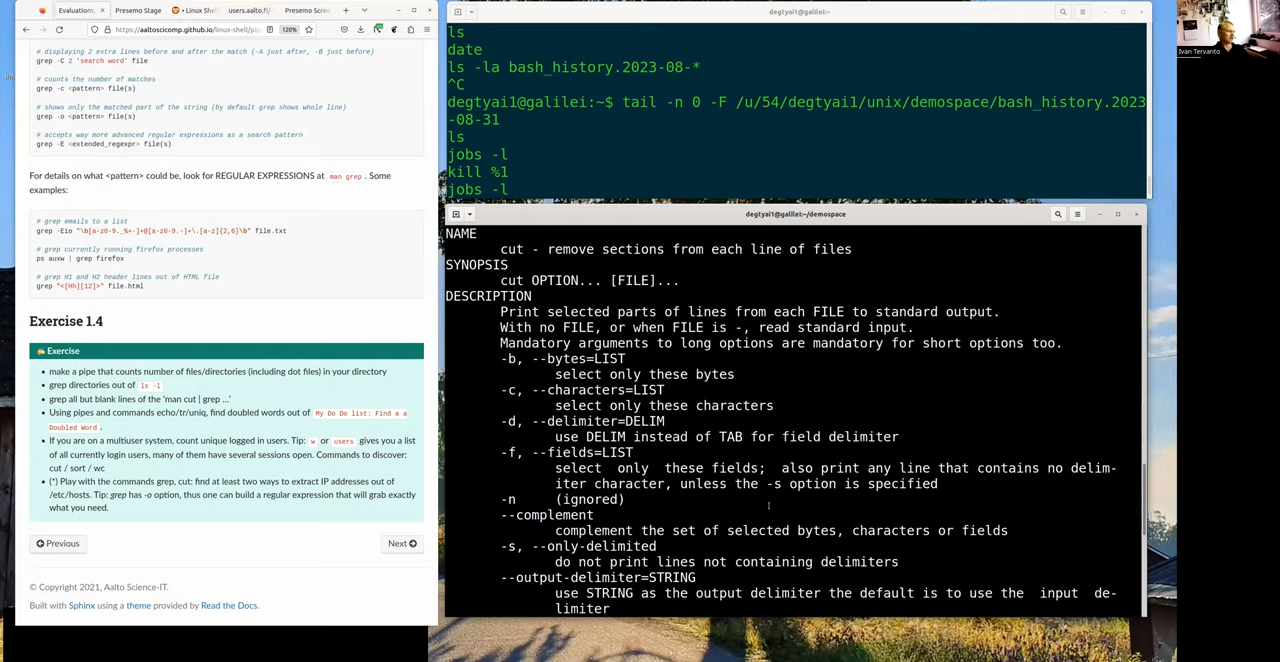 Evaluations.
Presemo Stage
• Linux Shell
users.aalto.fi/
Presemo Scree
https://aaltoscicomp.github.io/linux-shell/pip
120%
# displaying 2 extra lines before and after the match (-A just after, -B just before)
grep -C 2 'search word' file
# counts the number of matches
grep -c <pattern> file(s)
# shows only the matched part of the string (by default grep shows whole line)
grep -o <pattern> file(s)
# accepts way more advanced regular expressions as a search pattern
grep -E <extended_regexpr> file(s)
For details on what <pattern> could be, look for REGULAR EXPRESSIONS at man grep . Some
examples:
# grep emails to a list
grep -Eio "\b[a-z0-9._%+-]+@[a-z0-9.-]+\.[a-z]{2,6}\b" file.txt
# grep currently running firefox processes
ps auxw | grep firefox
# grep H1 and H2 header lines out of HTML file
grep "<[Hh][12]>" file.html
Exercise 1.4
Exercise
• make a pipe that counts number of files/directories (including dot files) in your directory
• grep directories out of ls -l
• grep all but blank lines of the 'man cut | grep ...'
• Using pipes and commands echo/tr/uniq, find doubled words out of My Do Do list: Find a a
Doubled Word .
• If you are on a multiuser system, count unique logged in users. Tip: w or users gives you a list
of all currently login users, many of them have several sessions open. Commands to discover:
cut / sort / wc
• (*) Play with the commands grep, cut: find at least two ways to extract IP addresses out of
/etc/hosts. Tip: grep has -o option, thus one can build a regular expression that will grab exactly
what you need.
Previous
Next
© Copyright 2021, Aalto Science-IT.
Built with Sphinx using a theme provided by Read the Docs.
degtyai1@galilei:~
ls
date
ls -la bash_history.2023-08-*
^C
degtyai1@galilei:~$ tail -n 0 -F /u/54/degtyai1/unix/demospace/bash_history.2023
-08-31
ls
jobs -l
kill %1
jobs -l
degtyai1@galilei:~/demospace
NAME
cut - remove sections from each line of files
SYNOPSIS
cut OPTION... [FILE]...
DESCRIPTION
Print selected parts of lines from each FILE to standard output.
With no FILE, or when FILE is -, read standard input.
Mandatory arguments to long options are mandatory for short options too.
-b, --bytes=LIST
select only these bytes
-c, --characters=LIST
select only these characters
-d, --delimiter=DELIM
use DELIM instead of TAB for field delimiter
-f, --fields=LIST
select only these fields; also print any line that contains no delim-
iter character, unless the -s option is specified
-n (ignored)
--complement
complement the set of selected bytes, characters or fields
-s, --only-delimited
do not print lines not containing delimiters
--output-delimiter=STRING
use STRING as the output delimiter the default is to use the input de-
limiter
Ivan Tervanto